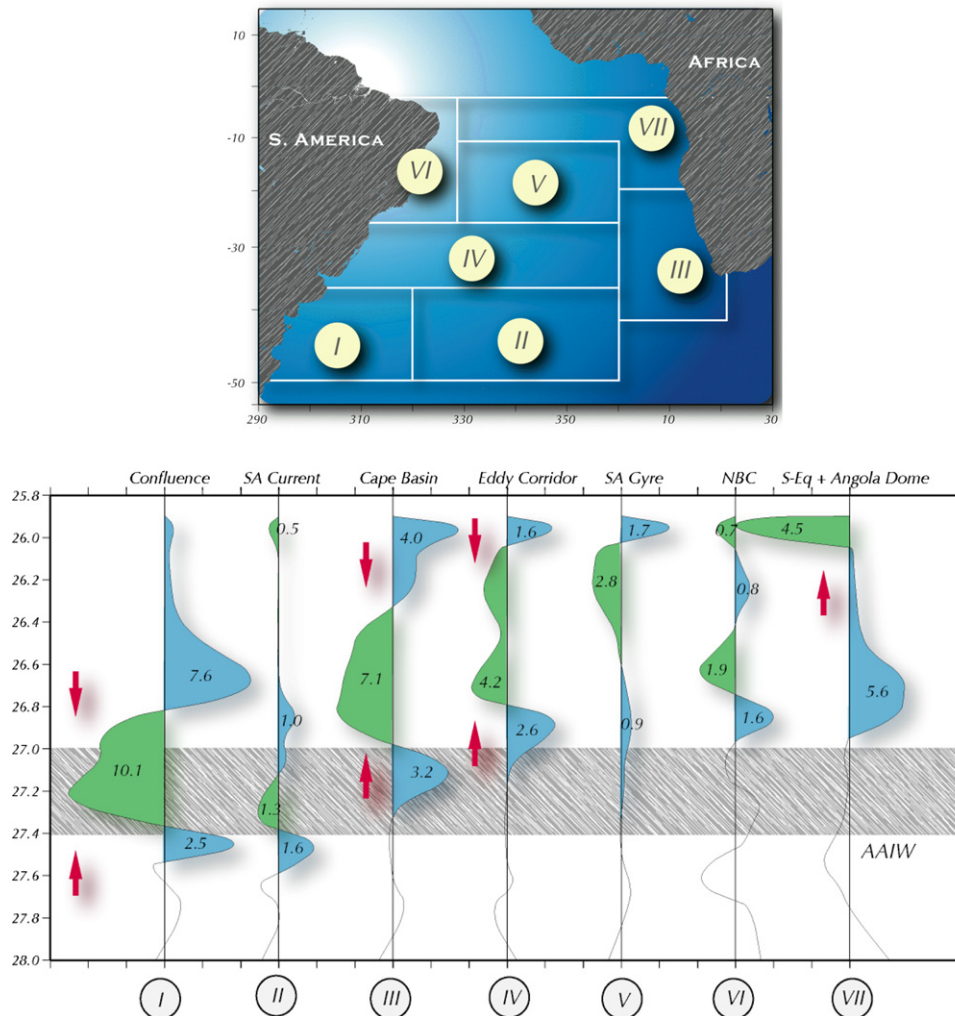 10
AFRICA
S. AMERICA
VII
-10
VI
V
-30
IV
III
I
II
-50
290 310 330 350 10 30
Confluence SA Current Cape Basin Eddy Corridor SA Gyre NBC S-Eq + Angola Dome
25.8
0.5 4.0 1.6 1.7 0.7 4.5
26.0
26.2
2.8 0.8
26.4
26.6
7.6 7.1 4.2 1.9 5.6
26.8
1.0 2.6 0.9 1.6
27.0
10.1 3.2
27.2
1.3
27.4
2.5 1.6 AAIW
27.6
27.8
28.0
I II III IV V VI VII